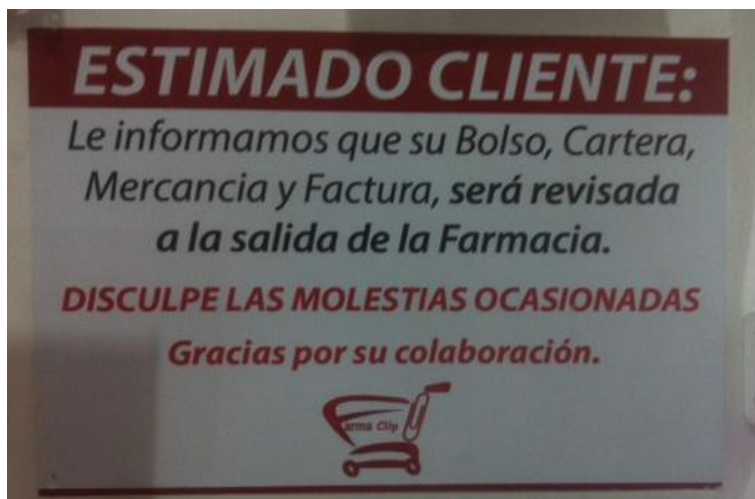 ESTIMADO CLIENTE:
Le informamos que su Bolso, Cartera,
Mercancia y Factura, será revisada
a la salida de la Farmacia.
DISCULPE LAS MOLESTIAS OCASIONADAS
Gracias por su colaboración.
Farma Clip